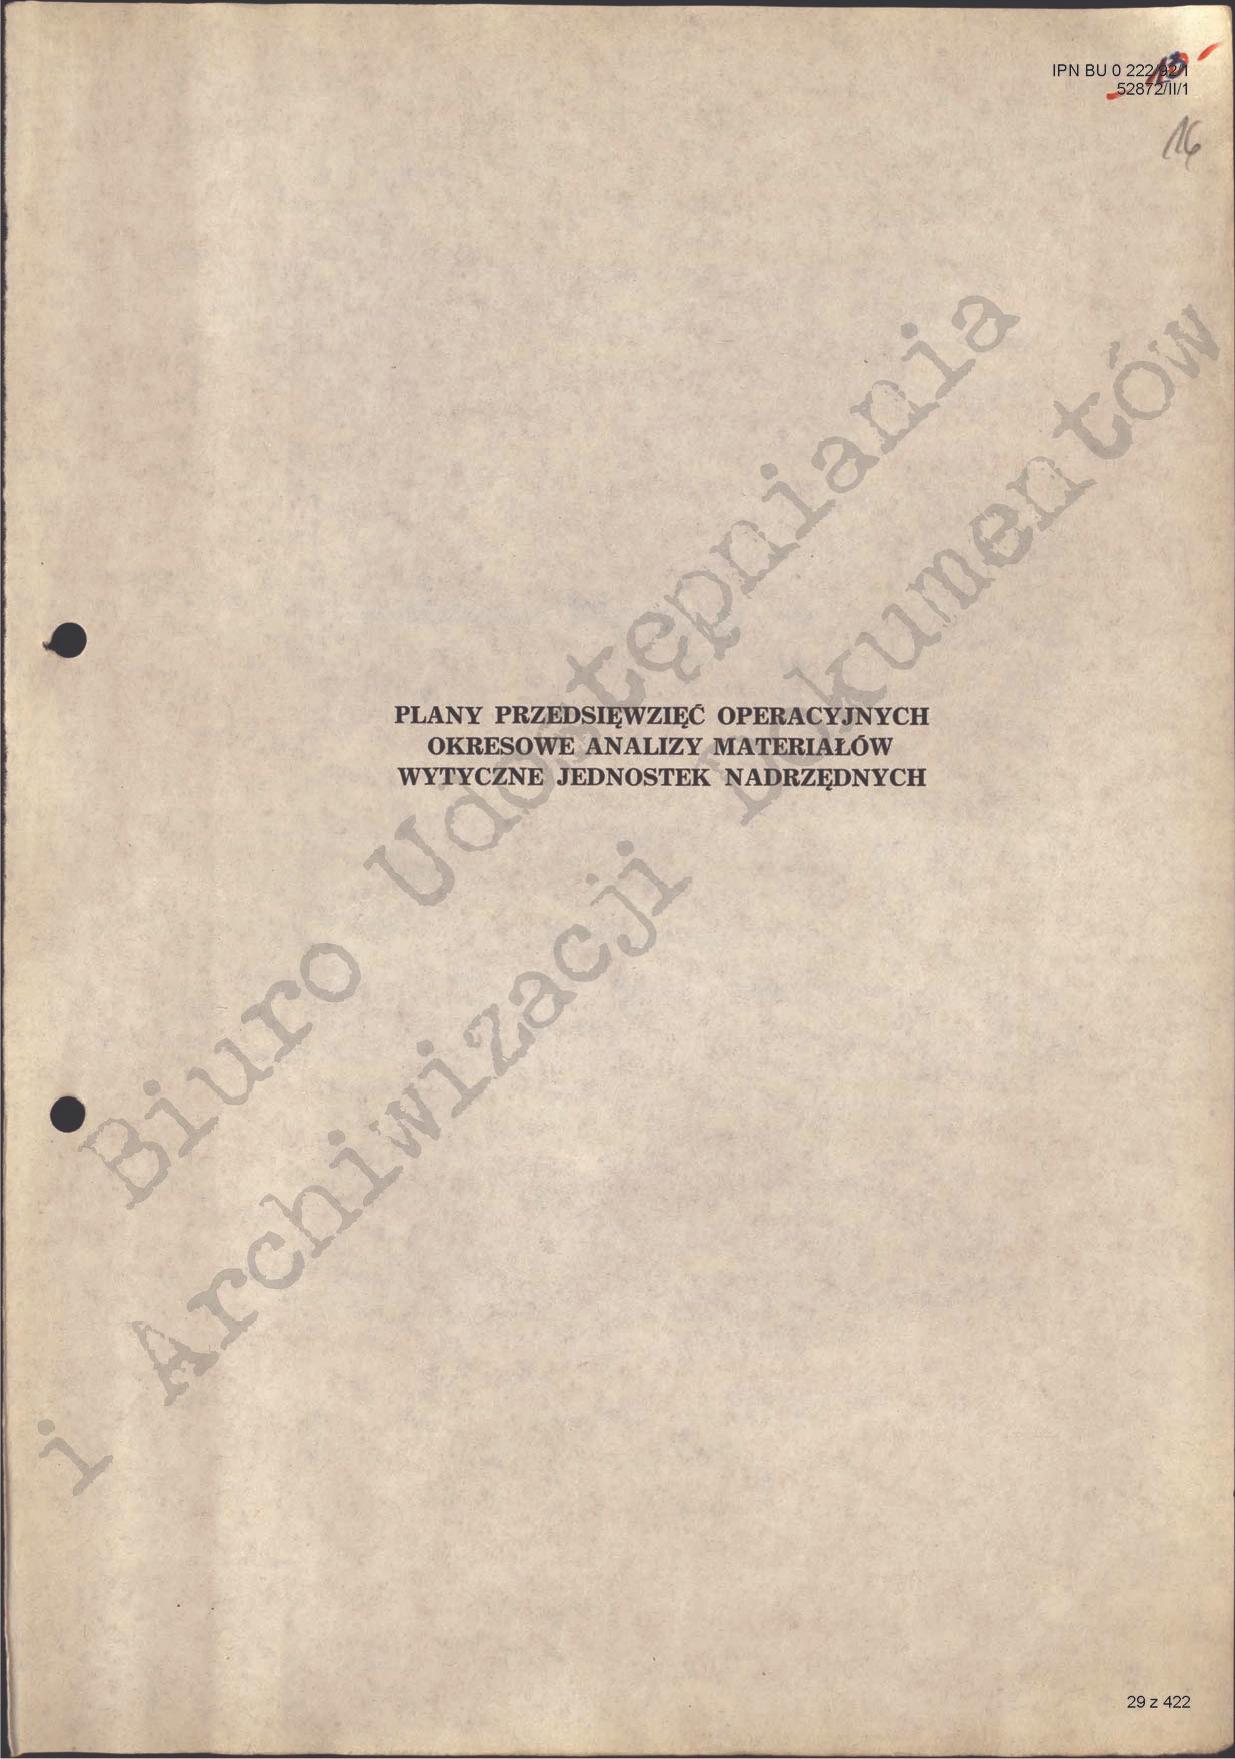 IPN BU 0 222/92/1
52872/II/1
16
PLANY PRZEDSIĘWZIĘĆ OPERACYJNYCH
OKRESOWE ANALIZY MATERIAŁÓW
WYTYCZNE JEDNOSTEK NADRZĘDNYCH
Biuro Udostępniania
i Archiwizacji Dokumentów
29 z 422